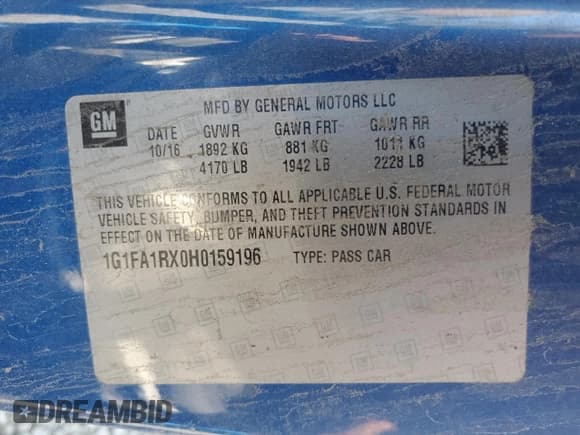 GM
MFD BY GENERAL MOTORS LLC
DATE GVWR GAWR FRT GAWR RR
10/16 1892 KG 881 KG 1011 KG
4170 LB 1942 LB 2228 LB
THIS VEHICLE CONFORMS TO ALL APPLICABLE U.S. FEDERAL MOTOR
VEHICLE SAFETY, BUMPER, AND THEFT PREVENTION STANDARDS IN
EFFECT ON THE DATE OF MANUFACTURE SHOWN ABOVE.
1G1FA1RX0H0159196 TYPE: PASS CAR
DREAMBID